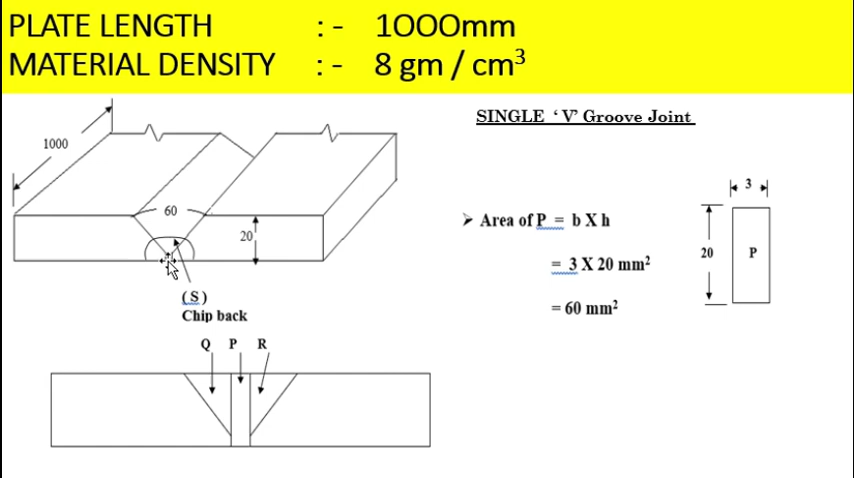 PLATE LENGTH :- 1000mm
MATERIAL DENSITY :- 8 gm / cm³
SINGLE ‘V’ Groove Joint
1000
60
20
(S)
Chip back
Q P R
➢ Area of P = b X h
= 3 X 20 mm²
= 60 mm²
3
20
P